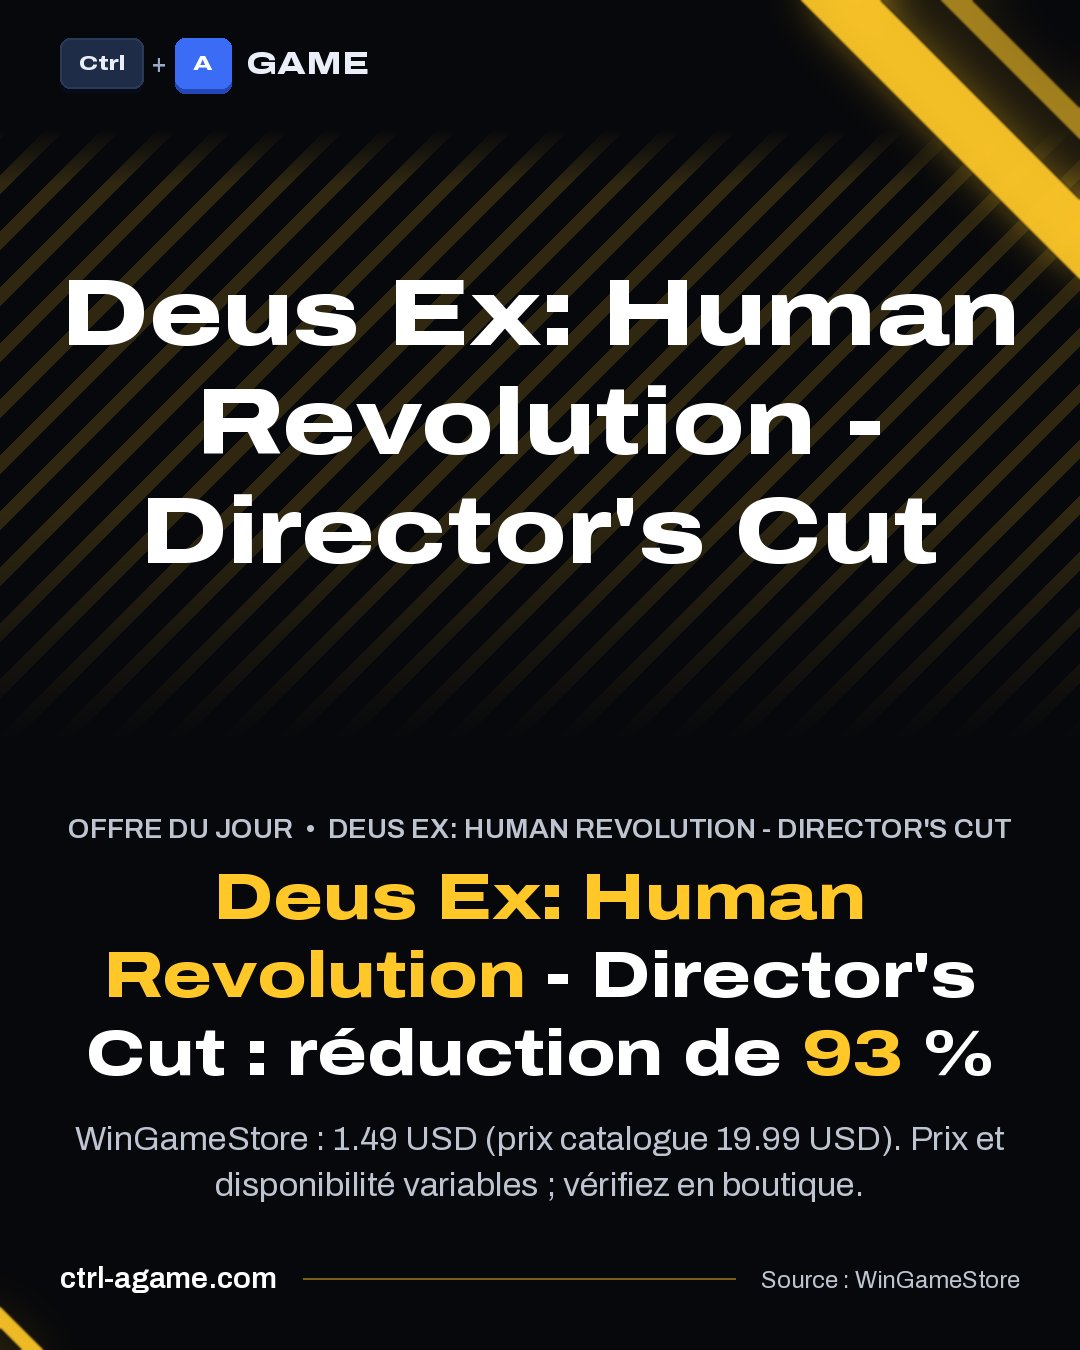 Ctrl + A GAME
Deus Ex: Human
Revolution -
Director's Cut
OFFRE DU JOUR • DEUS EX: HUMAN REVOLUTION - DIRECTOR'S CUT
Deus Ex: Human
Revolution - Director's
Cut : réduction de 93 %
WinGameStore : 1.49 USD (prix catalogue 19.99 USD). Prix et
disponibilité variables ; vérifiez en boutique.
ctrl-agame.com
Source : WinGameStore